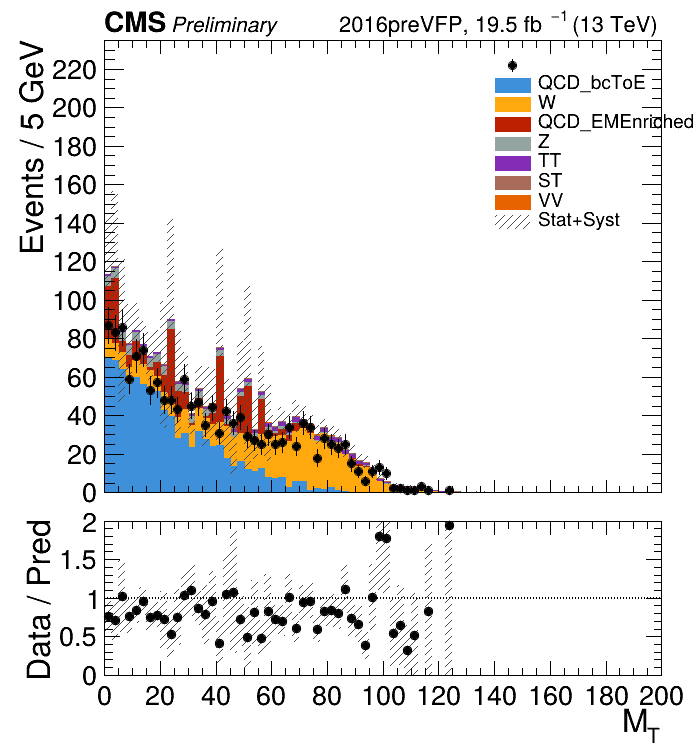 CMS Preliminary 2016preVFP, 19.5 fb⁻¹ (13 TeV)
Events / 5 GeV
220
200
180
160
140
120
100
80
60
40
20
0
QCD_bcToE
W
QCD_EMEnriched
Z
TT
ST
VV
Stat+Syst
Data / Pred
2
1.5
1
0.5
0
0 20 40 60 80 100 120 140 160 180 200
M_T